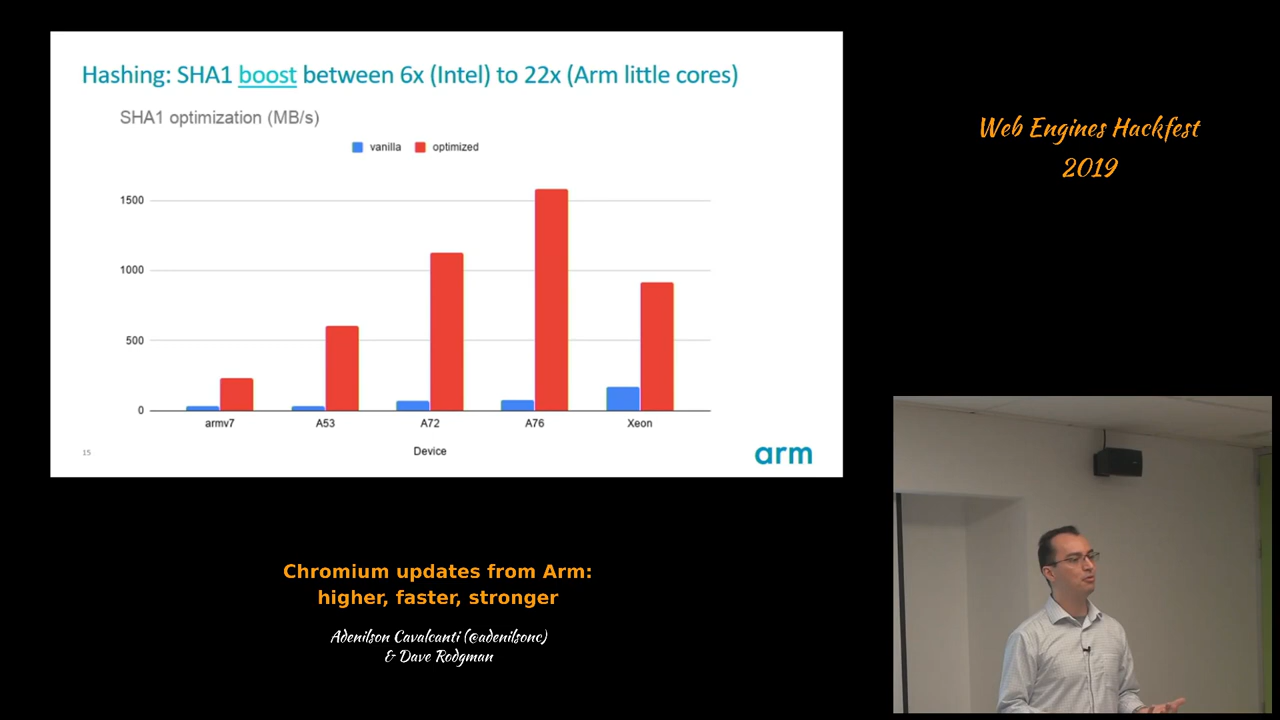 Hashing: SHA1 boost between 6x (Intel) to 22x (Arm little cores)
SHA1 optimization (MB/s)
vanilla optimized
1500
1000
500
0
armv7 A53 A72 A76 Xeon
Device
15
arm
Web Engines Hackfest
2019
Chromium updates from Arm:
higher, faster, stronger
Adenilson Cavalcanti (@adenilsonc)
& Dave Rodgman